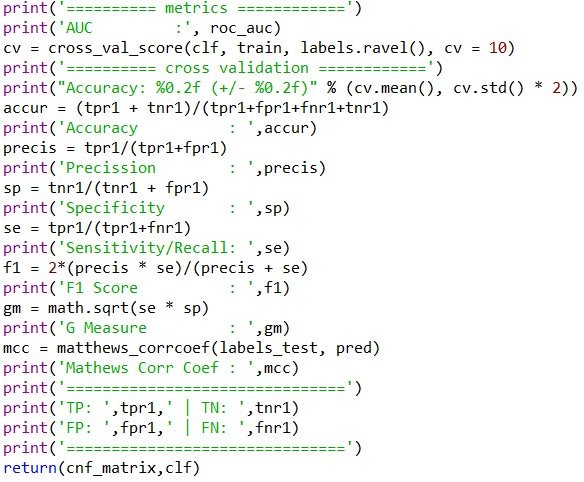 print('========== metrics ============')
print('AUC         :', roc_auc)
cv = cross_val_score(clf, train, labels.ravel(), cv = 10)
print('========== cross validation ============')
print("Accuracy: %0.2f (+/- %0.2f)" % (cv.mean(), cv.std() * 2))
accur = (tpr1 + tnr1)/(tpr1+fpr1+fnr1+tnr1)
print('Accuracy          : ',accur)
precis = tpr1/(tpr1+fpr1)
print('Precission        : ',precis)
sp = tnr1/(tnr1 + fpr1)
print('Specificity       : ',sp)
se = tpr1/(tpr1+fnr1)
print('Sensitivity/Recall: ',se)
f1 = 2*(precis * se)/(precis + se)
print('F1 Score          : ',f1)
gm = math.sqrt(se * sp)
print('G Measure         : ',gm)
mcc = matthews_corrcoef(labels_test, pred)
print('Mathews Corr Coef : ',mcc)
print('===============================')
print('TP: ',tpr1,' | TN: ',tnr1)
print('FP: ',fpr1,' | FN: ',fnr1)
print('===============================')
return(cnf_matrix,clf)